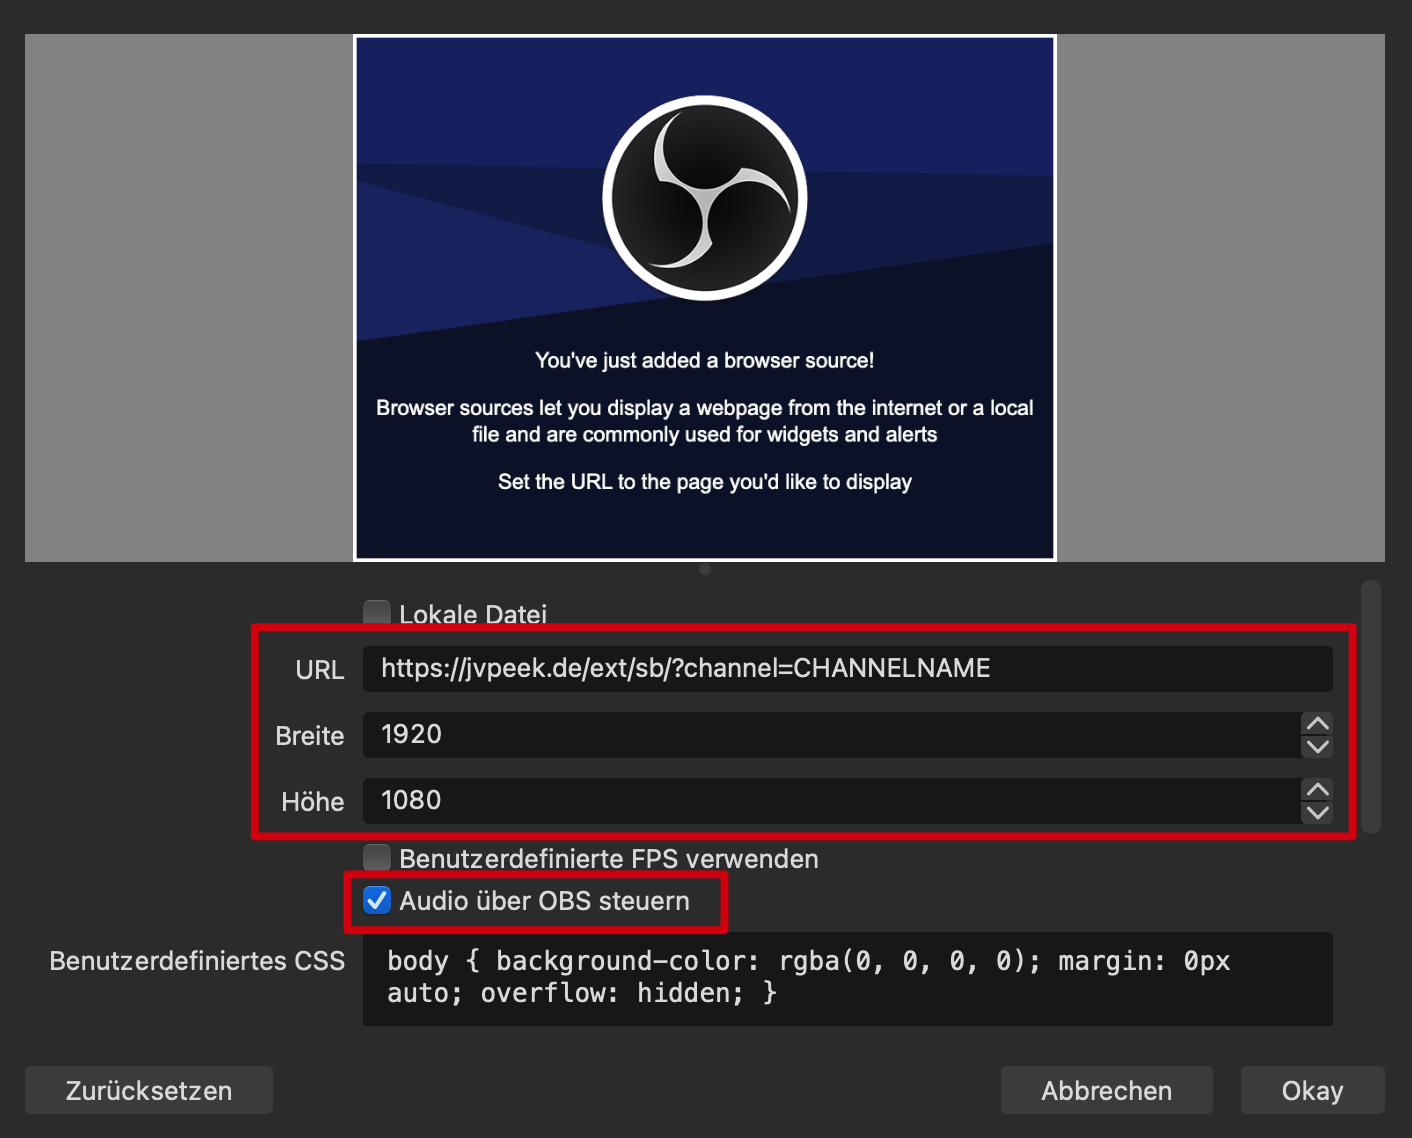 You've just added a browser source!
Browser sources let you display a webpage from the internet or a local
file and are commonly used for widgets and alerts
Set the URL to the page you'd like to display
Lokale Datei
URL https://jvpeek.de/ext/sb/?channel=CHANNELNAME
Breite 1920
Höhe 1080
Benutzerdefinierte FPS verwenden
Audio über OBS steuern
Benutzerdefiniertes CSS body { background-color: rgba(0, 0, 0, 0); margin: 0px
auto; overflow: hidden; }
Zurücksetzen Abbrechen Okay